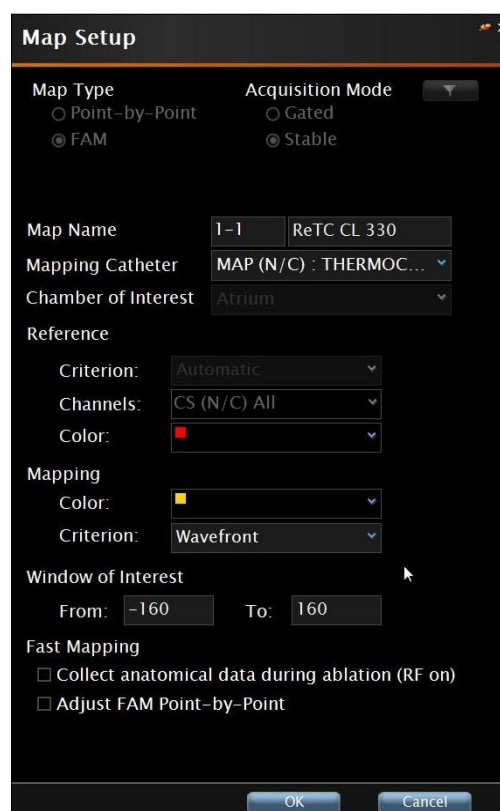 Map Setup
Map Type Acquisition Mode
Point-by-Point Gated
FAM Stable
Map Name 1-1 ReTC CL 330
Mapping Catheter MAP (N/C) : THERMOC...
Chamber of Interest Atrium
Reference
Criterion: Automatic
Channels: CS (N/C) All
Color:
Mapping
Color:
Criterion: Wavefront
Window of Interest
From: -160 To: 160
Fast Mapping
Collect anatomical data during ablation (RF on)
Adjust FAM Point-by-Point
OK Cancel